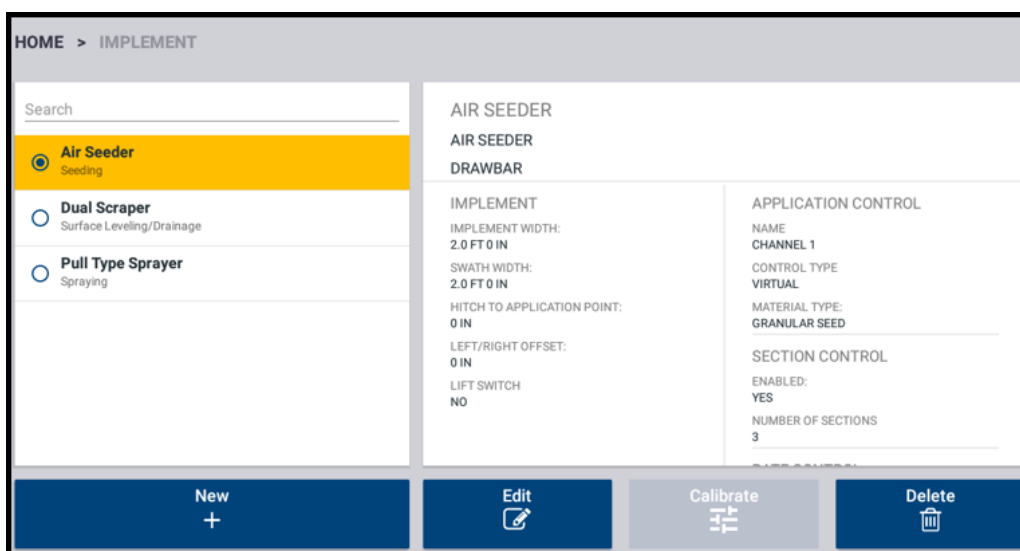 HOME > IMPLEMENT
Search
Air Seeder
Seeding
Dual Scraper
Surface Leveling/Drainage
Pull Type Sprayer
Spraying
AIR SEEDER
AIR SEEDER
DRAWBAR
IMPLEMENT
IMPLEMENT WIDTH:
2.0 FT 0 IN
SWATH WIDTH:
2.0 FT 0 IN
HITCH TO APPLICATION POINT:
0 IN
LEFT/RIGHT OFFSET:
0 IN
LIFT SWITCH
NO
APPLICATION CONTROL
NAME
CHANNEL 1
CONTROL TYPE
VIRTUAL
MATERIAL TYPE:
GRANULAR SEED
SECTION CONTROL
ENABLED:
YES
NUMBER OF SECTIONS
3
New
Edit
Calibrate
Delete